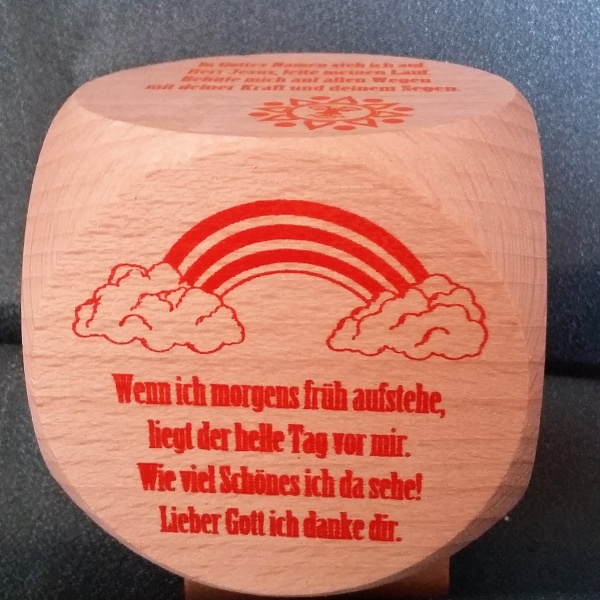 In Gottes Namen steh ich auf.
Herr Jesus, leite meinen Lauf.
Behüte mich auf allen Wegen
mit deiner Kraft und deinem Segen.
Wenn ich morgens früh aufstehe,
liegt der helle Tag vor mir.
Wie viel Schönes ich da sehe!
Lieber Gott ich danke dir.